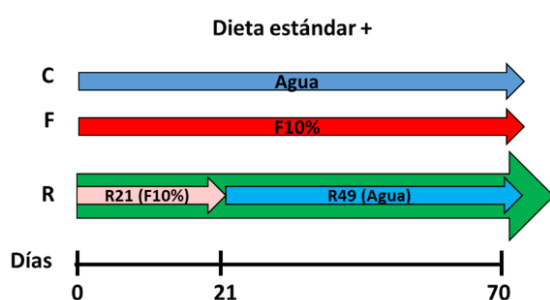 Dieta estándar +
C
Agua
F
F10%
R
R21 (F10%)
R49 (Agua)
Días
0
21
70